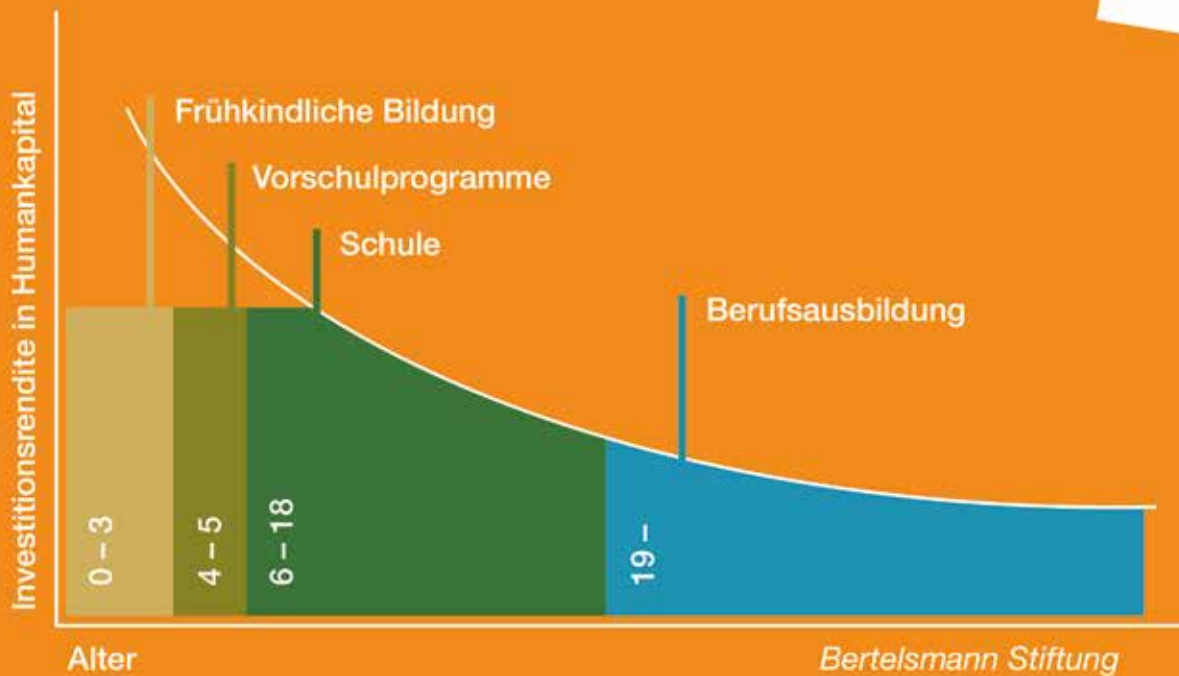 Investitionsrendite in Humankapital
Frühkindliche Bildung
Vorschulprogramme
Schule
Berufsausbildung
0 – 3
4 – 5
6 – 18
19 –
Alter
Bertelsmann Stiftung